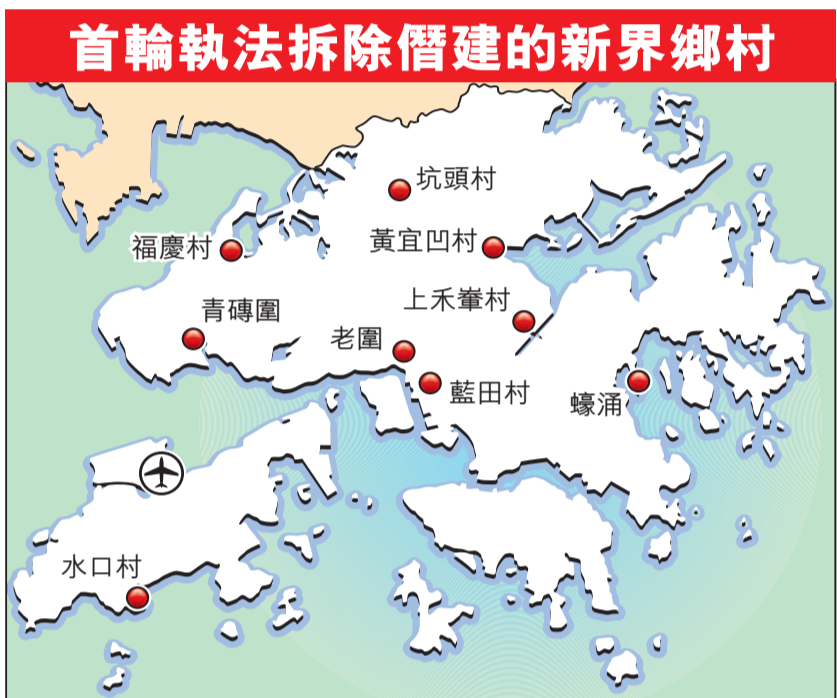 首輪執法拆除僭建的新界鄉村
坑頭村
福慶村
黃宜凹村
青磚圍
上禾輋村
老圍
藍田村
蠔涌
水口村